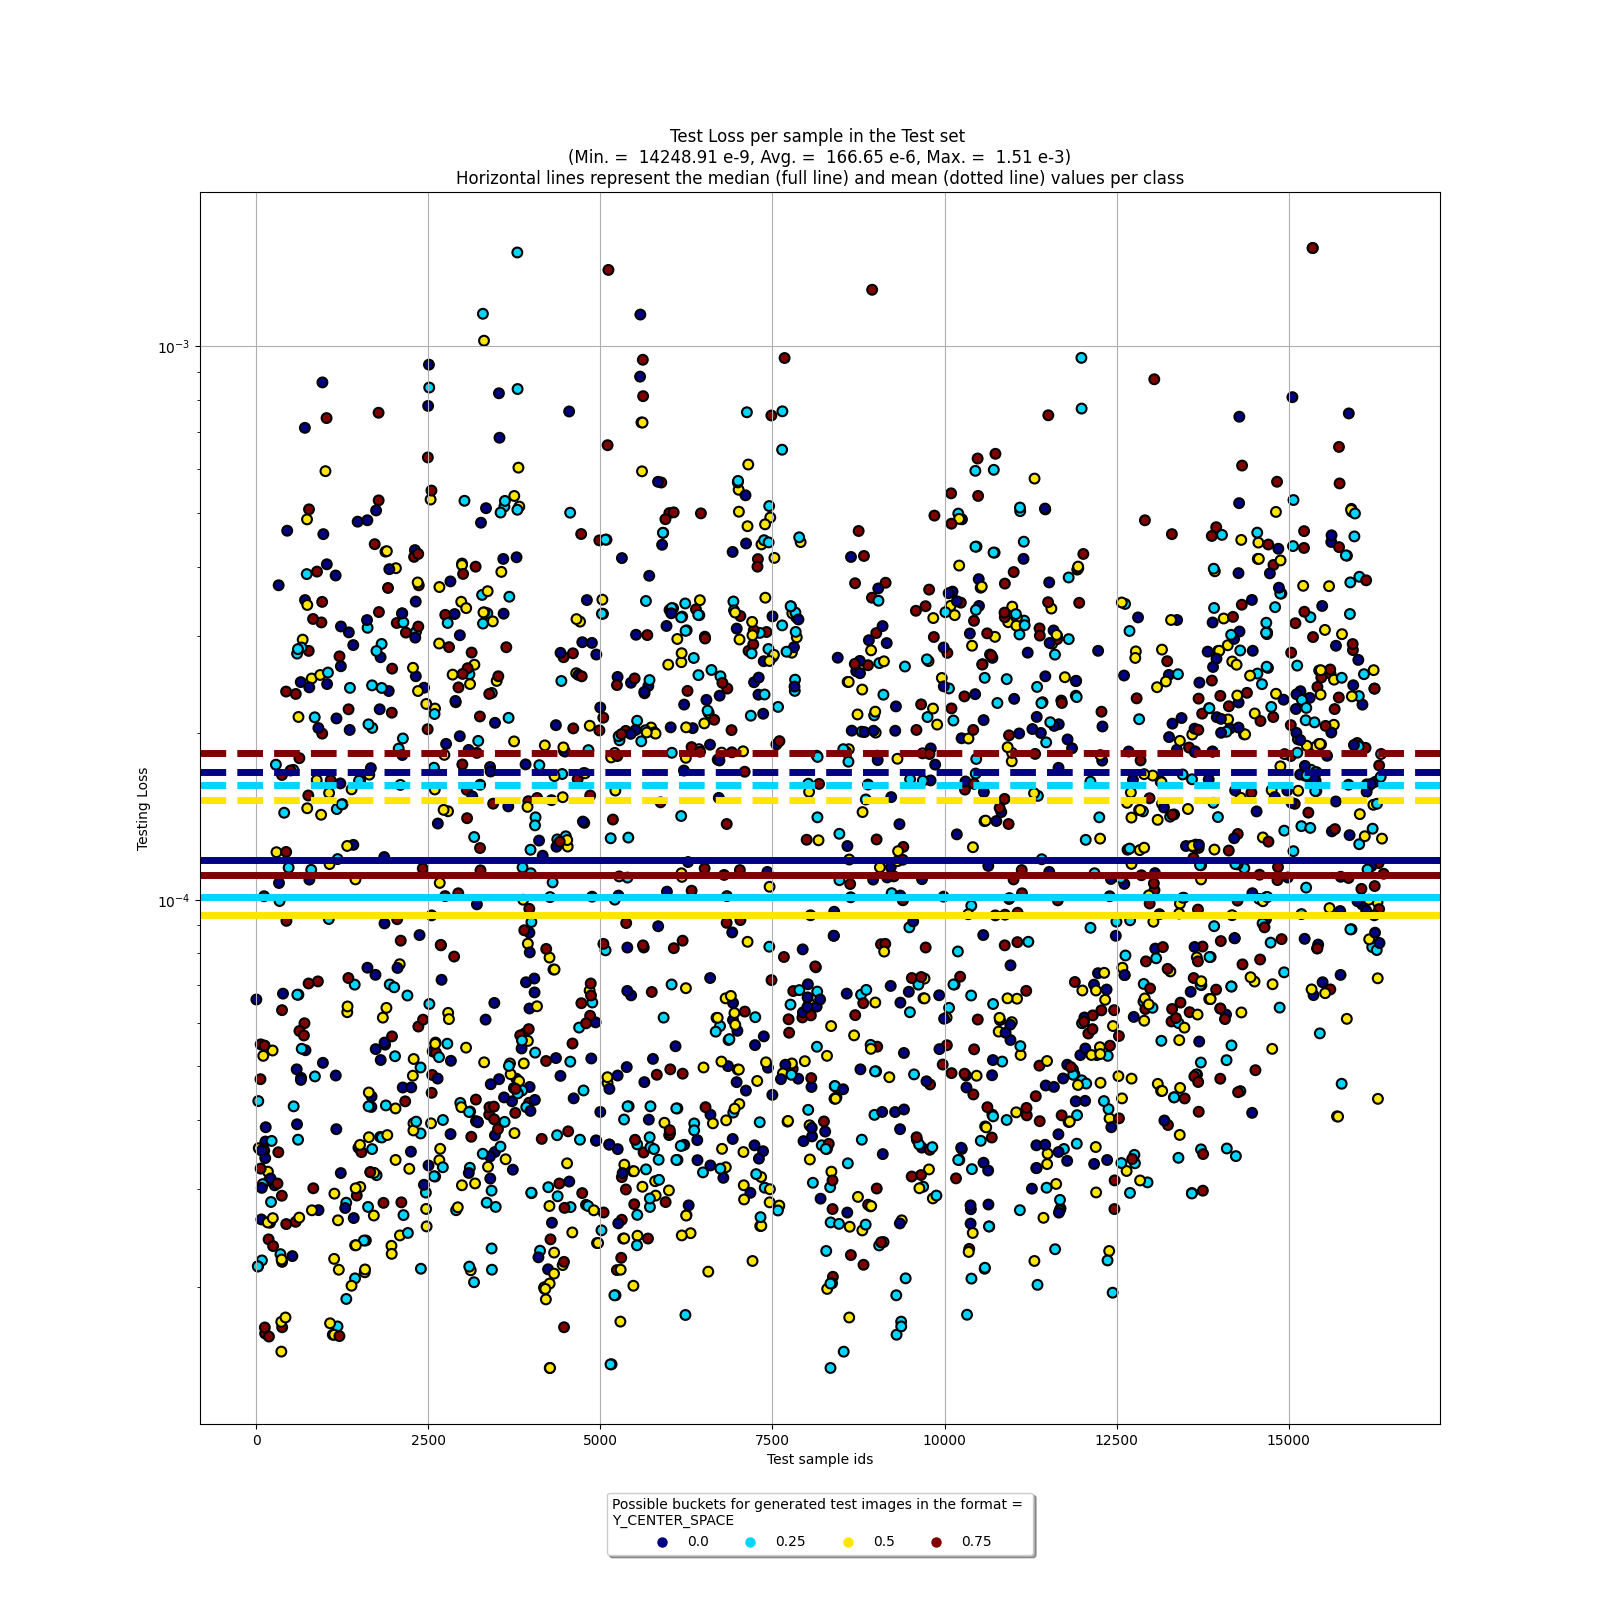 Test Loss per sample in the Test set
(Min. =  14248.91 e-9, Avg. =  166.65 e-6, Max. =  1.51 e-3)
Horizontal lines represent the median (full line) and mean (dotted line) values per class
Testing Loss
10⁻³
10⁻⁴
0 2500 5000 7500 10000 12500 15000
Test sample ids
Possible buckets for generated test images in the format =
Y_CENTER_SPACE
0.0 0.25 0.5 0.75